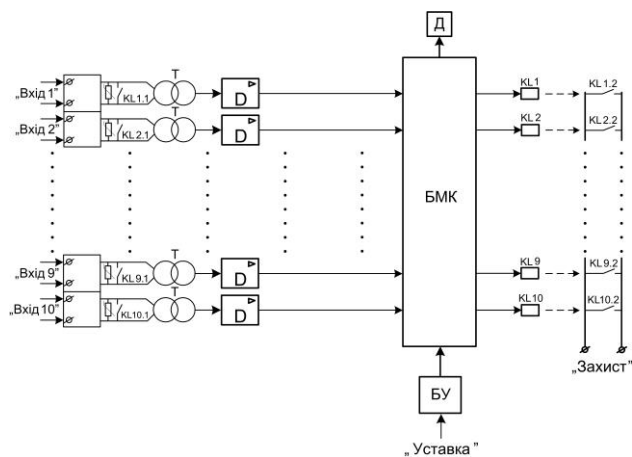 Д
T
„Вхід 1”
KL1.1
D
KL1
KL1.2
T
„Вхід 2”
KL2.1
D
KL2
KL2.2
БМК
T
„Вхід 9”
KL9.1
D
KL9
KL9.2
T
„Вхід 10”
KL10.1
D
KL10
KL10.2
„Захист”
БУ
„Уставка”